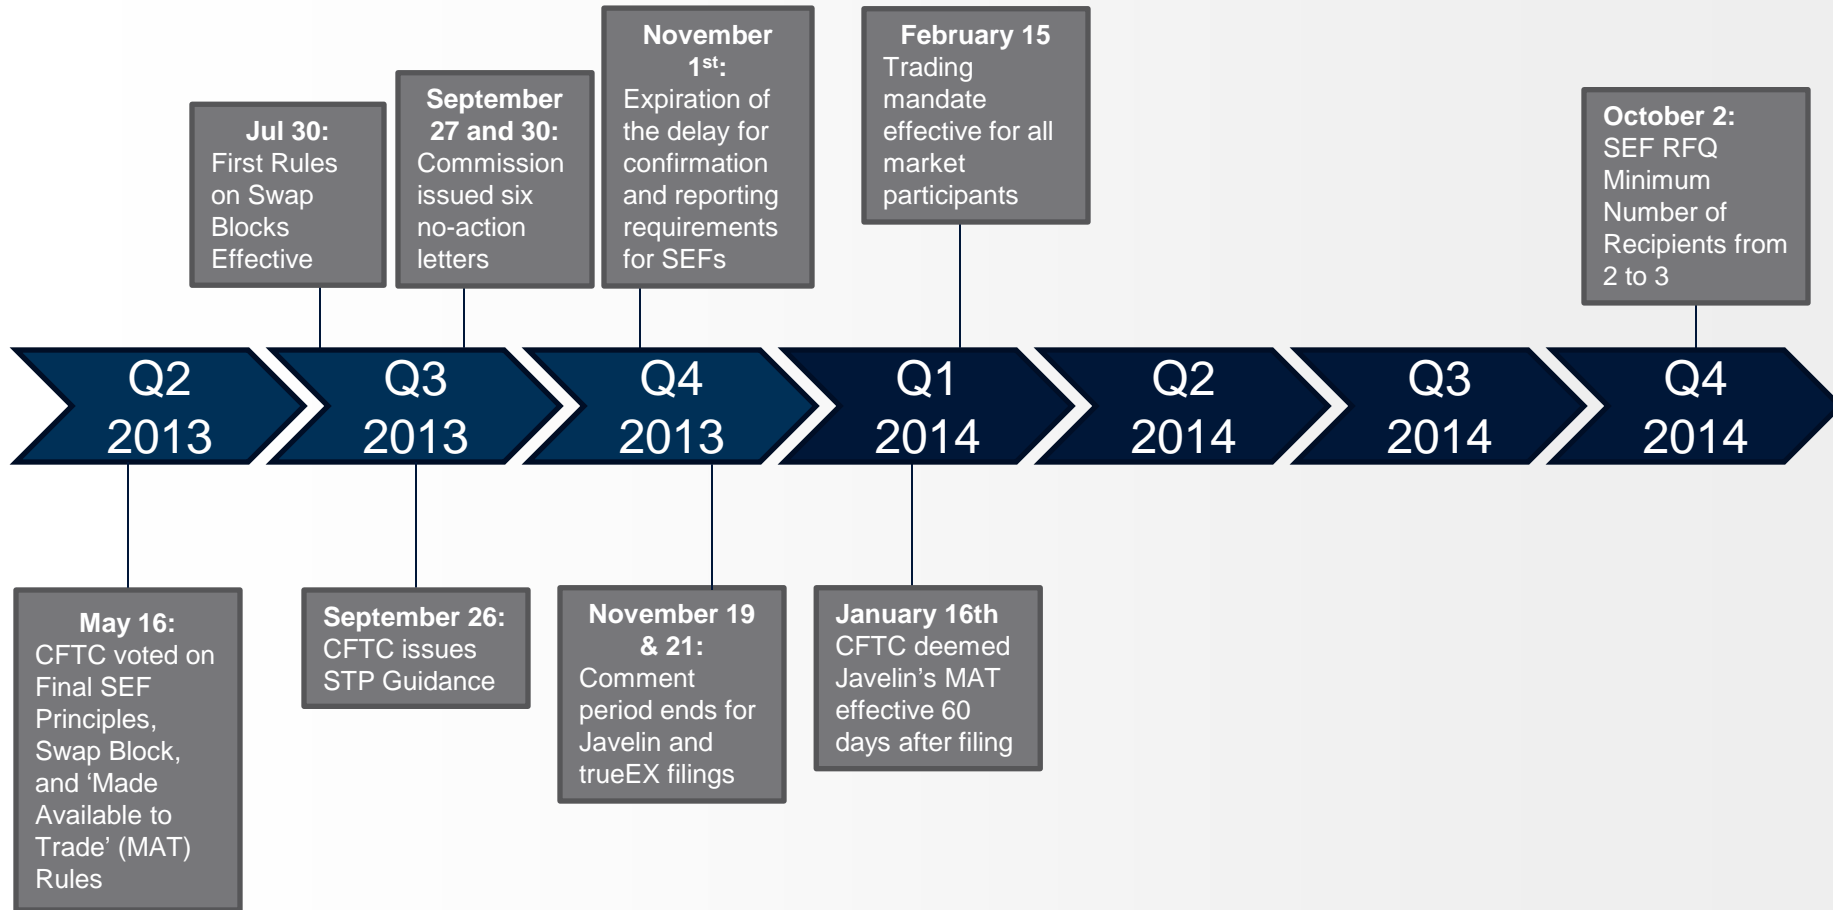 November
1st:
Expiration of
the delay for
confirmation
and reporting
requirements
for SEFs
February 15
Trading
mandate
effective for all
market
participants
September
27 and 30:
Commission
issued six
no-action
letters
October 2:
SEF RFQ
Minimum
Number of
Recipients from
2 to 3
Jul 30:
First Rules
on Swap
Blocks
Effective
Q2
2013
Q3
2013
Q4
2013
Q1
2014
Q2
2014
Q3
2014
Q4
2014
May 16:
CFTC voted on
Final SEF
Principles,
Swap Block,
and ‘Made
Available to
Trade’ (MAT)
Rules
September 26:
CFTC issues
STP Guidance
November 19
& 21:
Comment
period ends for
Javelin and
trueEX filings
January 16th
CFTC deemed
Javelin’s MAT
effective 60
days after filing